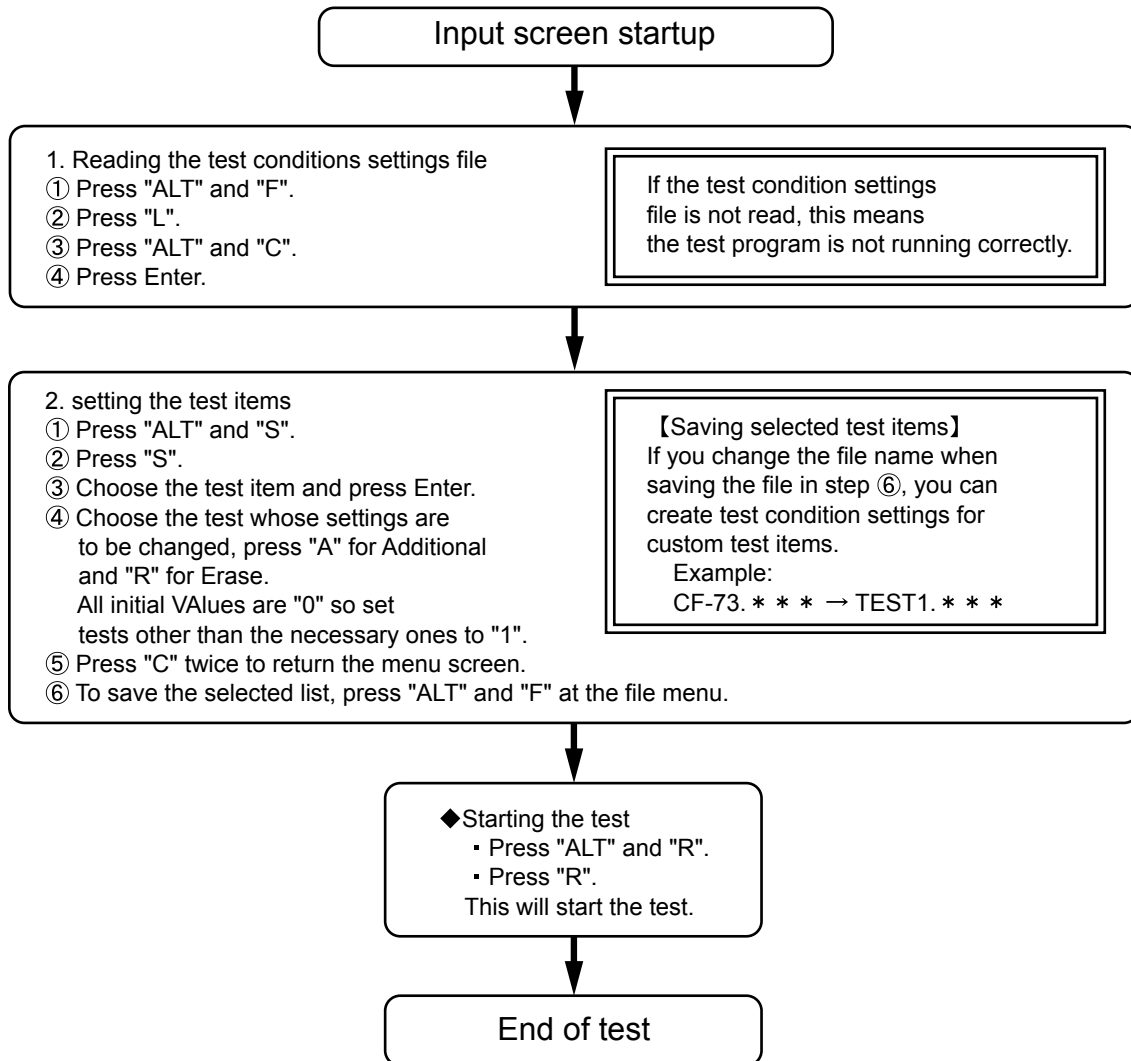 Input screen startup
1. Reading the test conditions settings file
① Press "ALT" and "F".
② Press "L".
③ Press "ALT" and "C".
④ Press Enter.
If the test condition settings
file is not read, this means
the test program is not running correctly.
2. setting the test items
① Press "ALT" and "S".
② Press "S".
③ Choose the test item and press Enter.
④ Choose the test whose settings are
to be changed, press "A" for Additional
and "R" for Erase.
All initial VAlues are "0" so set
tests other than the necessary ones to "1".
⑤ Press "C" twice to return the menu screen.
⑥ To save the selected list, press "ALT" and "F" at the file menu.
【Saving selected test items】
If you change the file name when
saving the file in step ⑥, you can
create test condition settings for
custom test items.
Example:
CF-73.＊＊＊ → TEST1.＊＊＊
◆Starting the test
・Press "ALT" and "R".
・Press "R".
This will start the test.
End of test